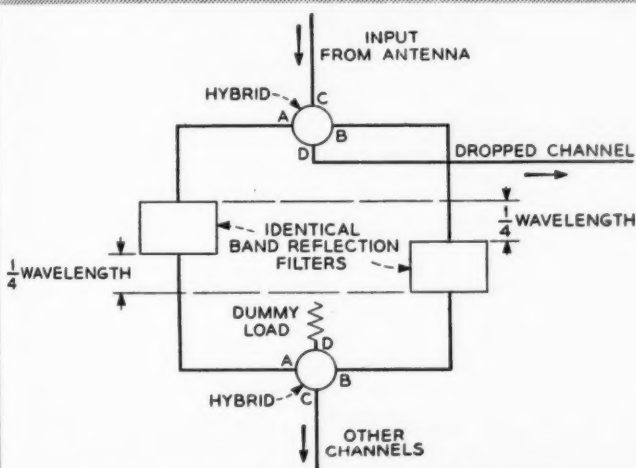 INPUT
FROM ANTENNA
HYBRID
C
A
B
D
DROPPED CHANNEL
IDENTICAL
BAND REFLECTION
FILTERS
1/4 WAVELENGTH
1/4 WAVELENGTH
DUMMY
LOAD
D
A
B
C
HYBRID
OTHER
CHANNELS